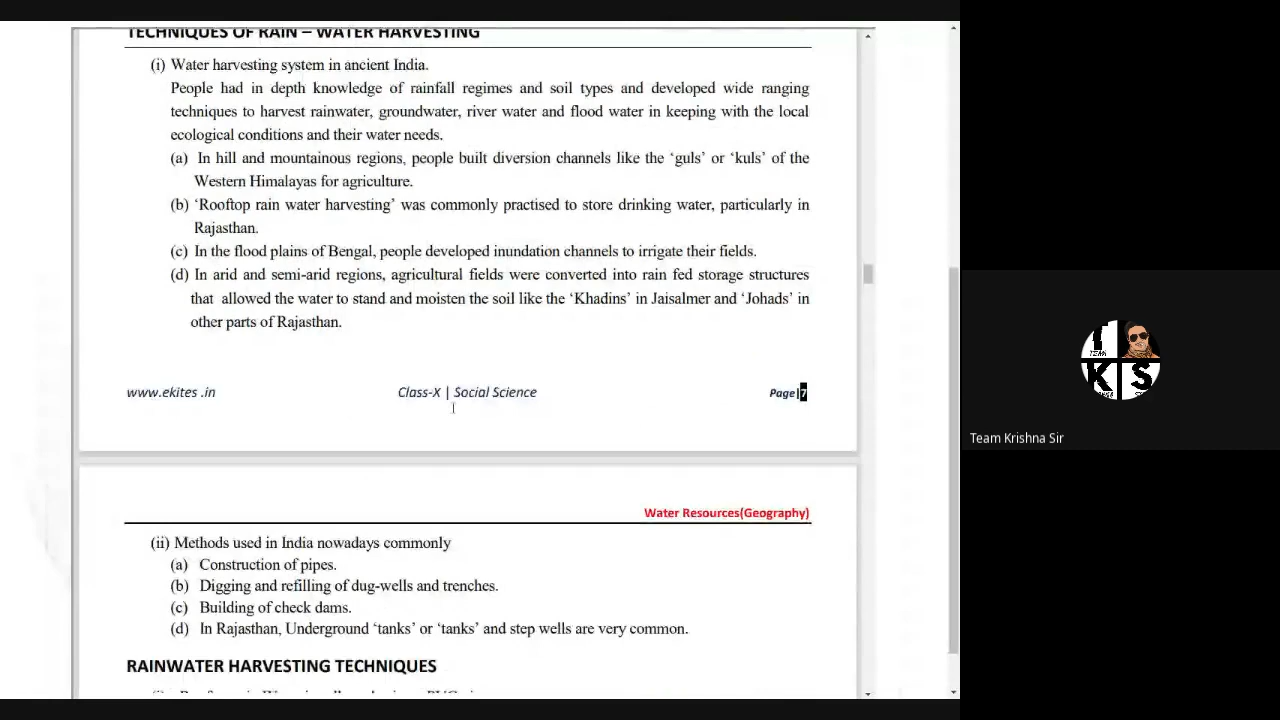 TECHNIQUES OF RAIN – WATER HARVESTING
(i) Water harvesting system in ancient India.
People had in depth knowledge of rainfall regimes and soil types and developed wide ranging
techniques to harvest rainwater, groundwater, river water and flood water in keeping with the local
ecological conditions and their water needs.
(a) In hill and mountainous regions, people built diversion channels like the ‘guls’ or ‘kuls’ of the
Western Himalayas for agriculture.
(b) ‘Rooftop rain water harvesting’ was commonly practised to store drinking water, particularly in
Rajasthan.
(c) In the flood plains of Bengal, people developed inundation channels to irrigate their fields.
(d) In arid and semi-arid regions, agricultural fields were converted into rain fed storage structures
that allowed the water to stand and moisten the soil like the ‘Khadins’ in Jaisalmer and ‘Johads’ in
other parts of Rajasthan.
www.ekites .in Class-X | Social Science Page|7
Water Resources(Geography)
(ii) Methods used in India nowadays commonly
(a) Construction of pipes.
(b) Digging and refilling of dug-wells and trenches.
(c) Building of check dams.
(d) In Rajasthan, Underground ‘tanks’ or ‘tanks’ and step wells are very common.
RAINWATER HARVESTING TECHNIQUES
TEAM
K S
Team Krishna Sir